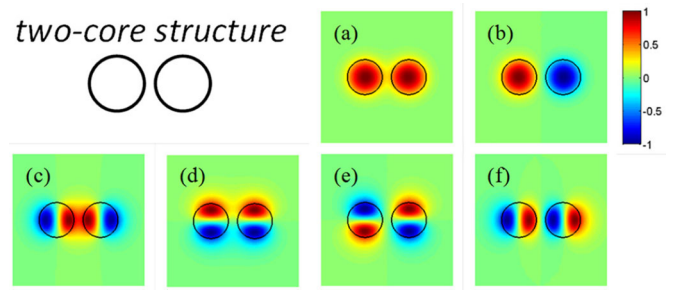 two-core structure
(a)
(b)
1
0.5
0
-0.5
-1
(c)
(d)
(e)
(f)